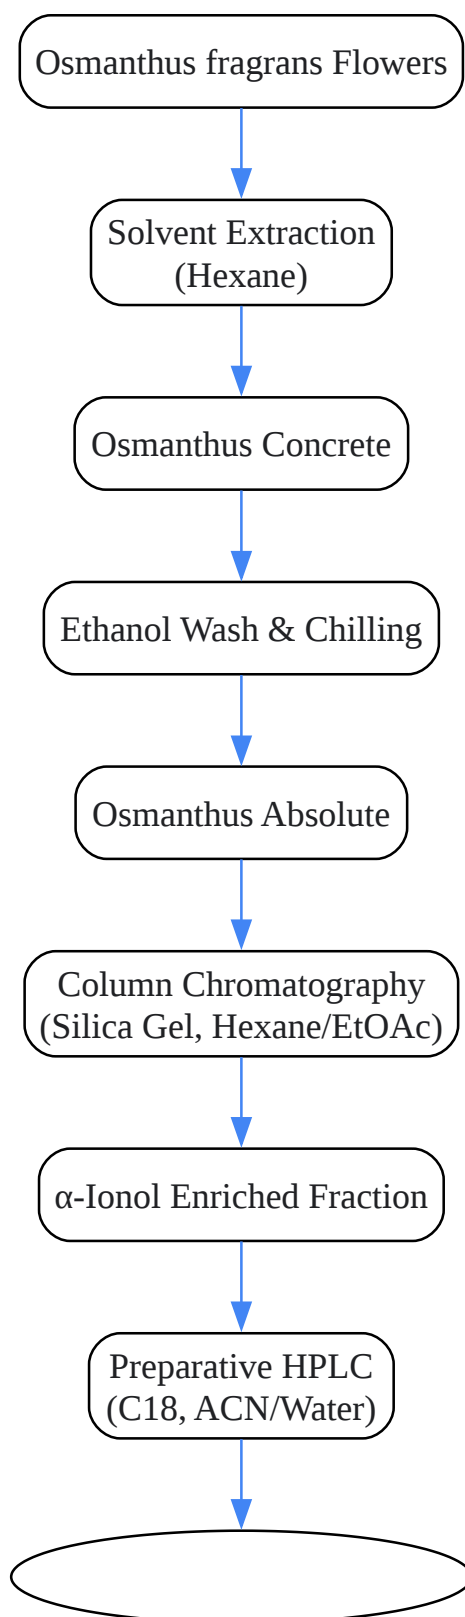 Osmanthus fragrans Flowers
Solvent Extraction
(Hexane)
Osmanthus Concrete
Ethanol Wash & Chilling
Osmanthus Absolute
Column Chromatography
(Silica Gel, Hexane/EtOAc)
α-Ionol Enriched Fraction
Preparative HPLC
(C18, ACN/Water)